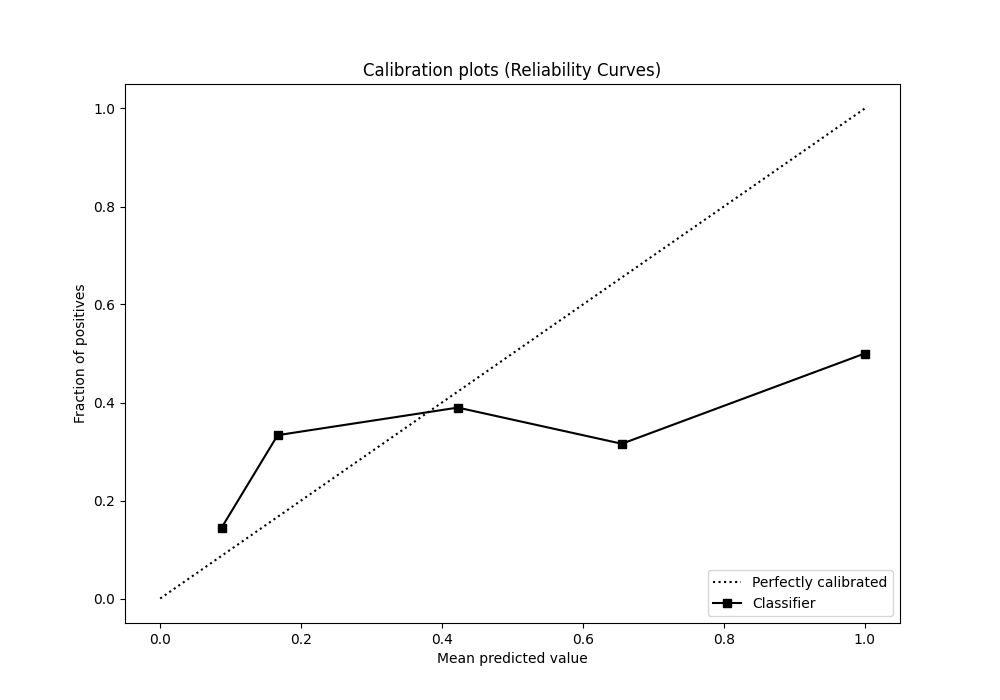 Calibration plots (Reliability Curves)
1.0
0.8
0.6
0.4
0.2
0.0
Fraction of positives
Perfectly calibrated
Classifier
0.0 0.2 0.4 0.6 0.8 1.0
Mean predicted value